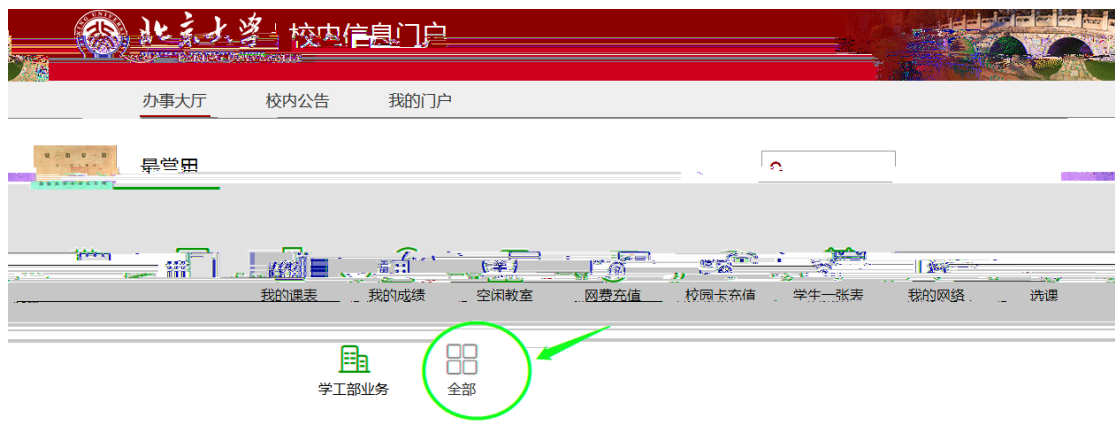 北京大学 校内信息门户
办事大厅 校内公告 我的门户
最常用
我的课表 我的成绩 空闲教室 网费充值 校园卡充值 学生一张表 我的网络 选课
学工部业务 全部